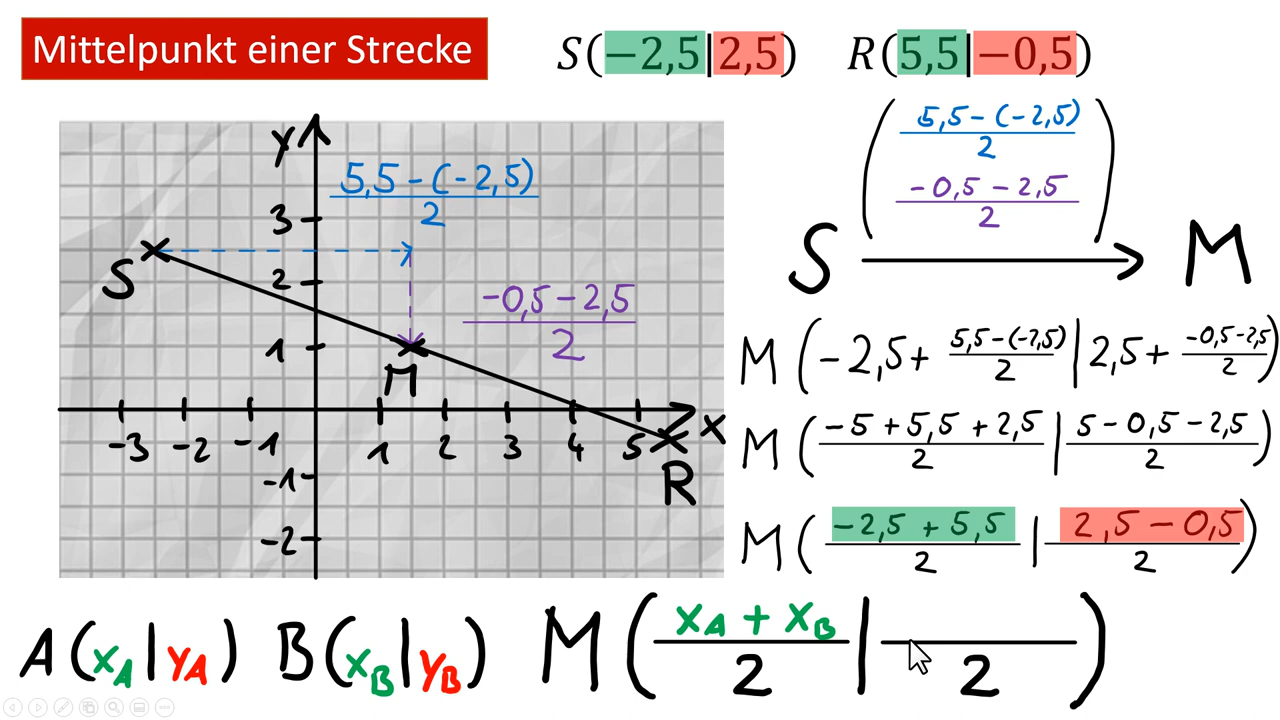 Mittelpunkt einer Strecke
S(−2,5|2,5) R(5,5|−0,5)
y
5,5-(-2,5)
2
3
2
1
-1
-2
S
-0,5-2,5
2
M
-3 -2 -1 1 2 3 4 5 x
R
5,5-(-2,5)
2
-0,5-2,5
2
S → M
M(-2,5+ 5,5-(-2,5)/2 | 2,5+ -0,5-2,5/2)
M(-5+5,5+2,5/2 | 5-0,5-2,5/2)
M(-2,5+5,5/2 | 2,5-0,5/2)
A(xA|yA) B(xB|yB) M(xA+xB/2 | /2)